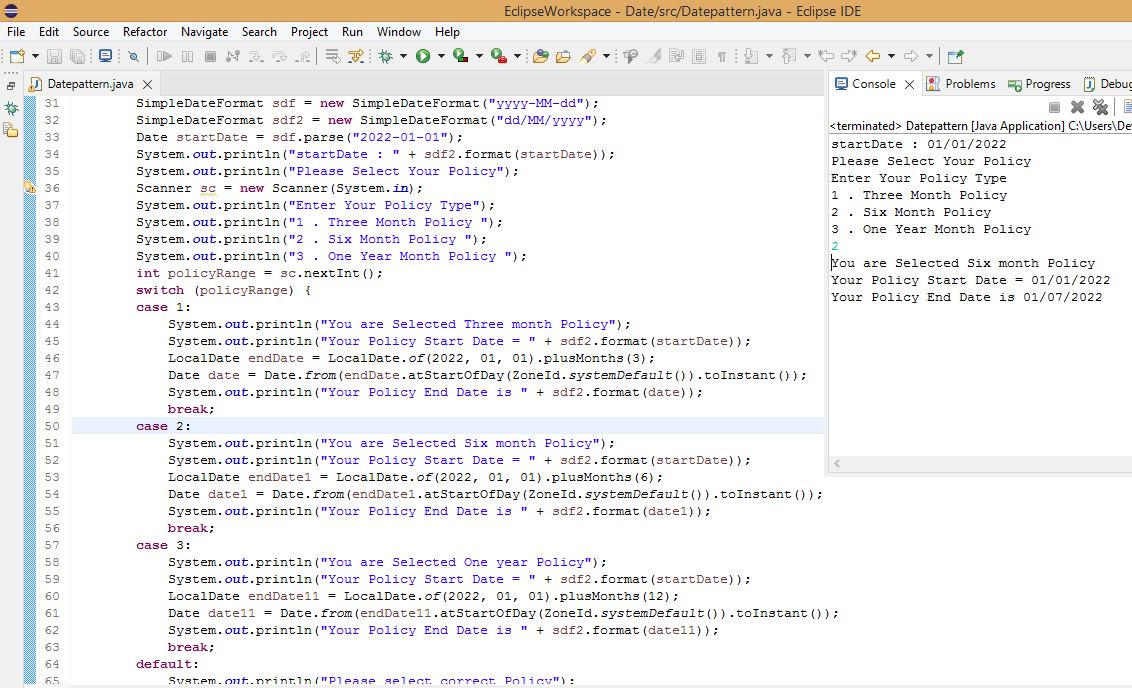 EclipseWorkspace - Date/src/Datepattern.java - Eclipse IDE
File Edit Source Refactor Navigate Search Project Run Window Help
Datepattern.java
31 SimpleDateFormat sdf = new SimpleDateFormat("yyyy-MM-dd");
32 SimpleDateFormat sdf2 = new SimpleDateFormat("dd/MM/yyyy");
33 Date startDate = sdf.parse("2022-01-01");
34 System.out.println("startDate : " + sdf2.format(startDate));
35 System.out.println("Please Select Your Policy");
36 Scanner sc = new Scanner(System.in);
37 System.out.println("Enter Your Policy Type");
38 System.out.println("1 . Three Month Policy ");
39 System.out.println("2 . Six Month Policy ");
40 System.out.println("3 . One Year Month Policy ");
41 int policyRange = sc.nextInt();
42 switch (policyRange) {
43 case 1:
44 System.out.println("You are Selected Three month Policy");
45 System.out.println("Your Policy Start Date = " + sdf2.format(startDate));
46 LocalDate endDate = LocalDate.of(2022, 01, 01).plusMonths(3);
47 Date date = Date.from(endDate.atStartOfDay(ZoneId.systemDefault()).toInstant());
48 System.out.println("Your Policy End Date is " + sdf2.format(date));
49 break;
50 case 2:
51 System.out.println("You are Selected Six month Policy");
52 System.out.println("Your Policy Start Date = " + sdf2.format(startDate));
53 LocalDate endDate1 = LocalDate.of(2022, 01, 01).plusMonths(6);
54 Date date1 = Date.from(endDate1.atStartOfDay(ZoneId.systemDefault()).toInstant());
55 System.out.println("Your Policy End Date is " + sdf2.format(date1));
56 break;
57 case 3:
58 System.out.println("You are Selected One year Policy");
59 System.out.println("Your Policy Start Date = " + sdf2.format(startDate));
60 LocalDate endDate11 = LocalDate.of(2022, 01, 01).plusMonths(12);
61 Date date11 = Date.from(endDate11.atStartOfDay(ZoneId.systemDefault()).toInstant());
62 System.out.println("Your Policy End Date is " + sdf2.format(date11));
63 break;
64 default:
65 System.out.println("Please select correct Policy");
Console Problems Progress Debug
<terminated> Datepattern [Java Application] C:\Users\De
startDate : 01/01/2022
Please Select Your Policy
Enter Your Policy Type
1 . Three Month Policy
2 . Six Month Policy
3 . One Year Month Policy
2
You are Selected Six month Policy
Your Policy Start Date = 01/01/2022
Your Policy End Date is 01/07/2022